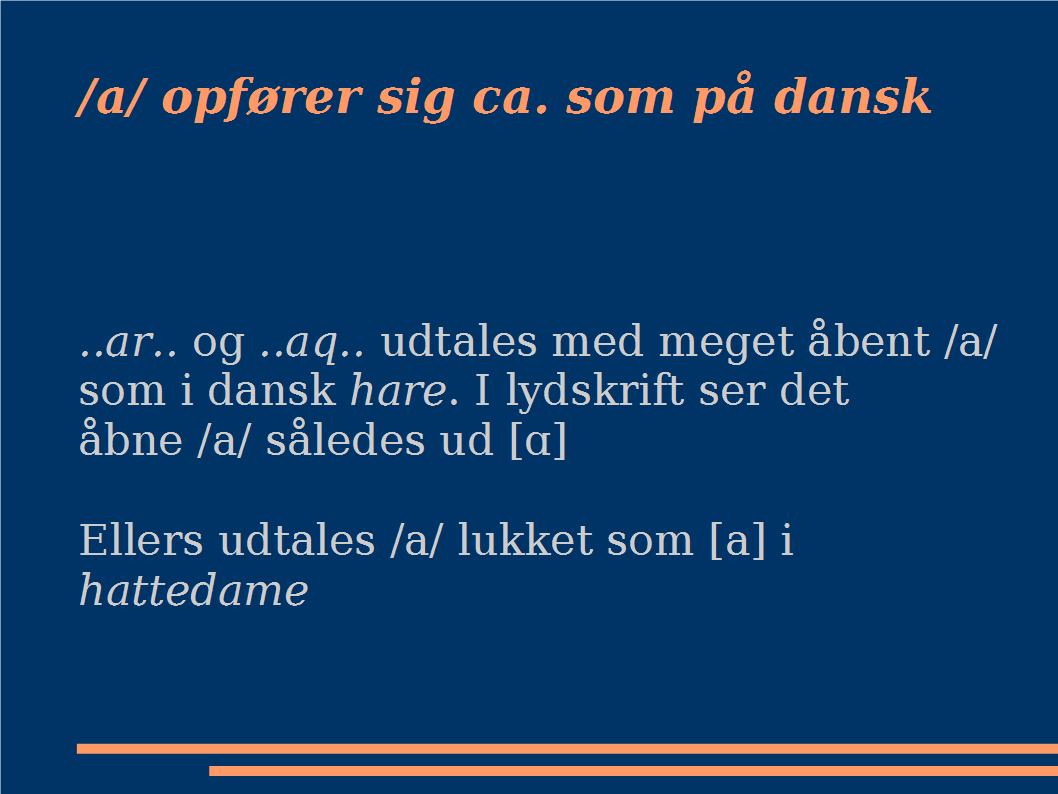 /a/ opfører sig ca. som på dansk
..ar.. og ..aq.. udtales med meget åbent /a/
som i dansk hare. I lydskrift ser det
åbne /a/ således ud [ɑ]
Ellers udtales /a/ lukket som [a] i
hattedame